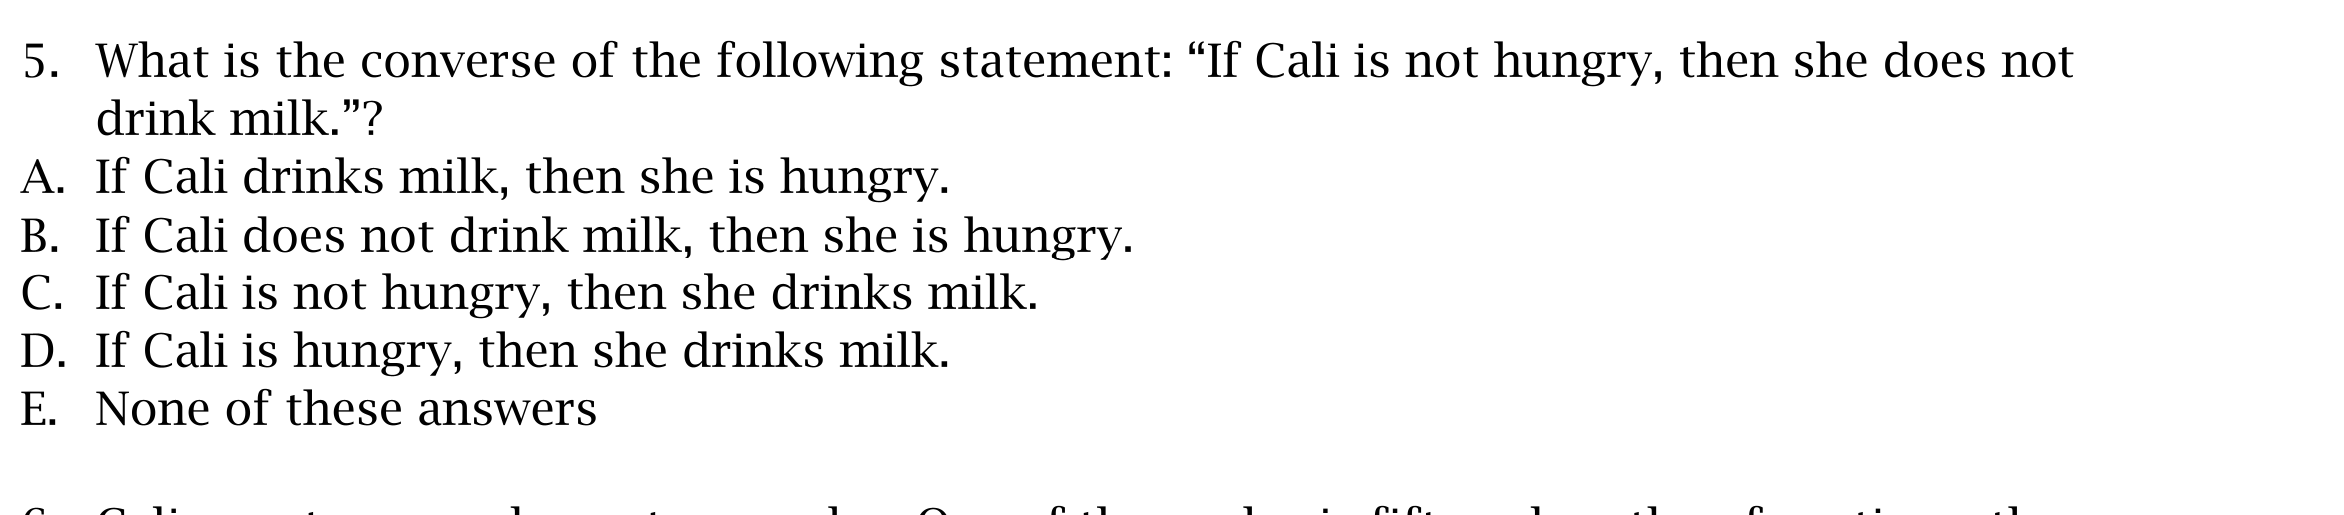 5. What is the converse of the following statement: “If Cali is not hungry, then she does not
drink milk.”?
A. If Cali drinks milk, then she is hungry.
B. If Cali does not drink milk, then she is hungry.
C. If Cali is not hungry, then she drinks milk.
D. If Cali is hungry, then she drinks milk.
E. None of these answers